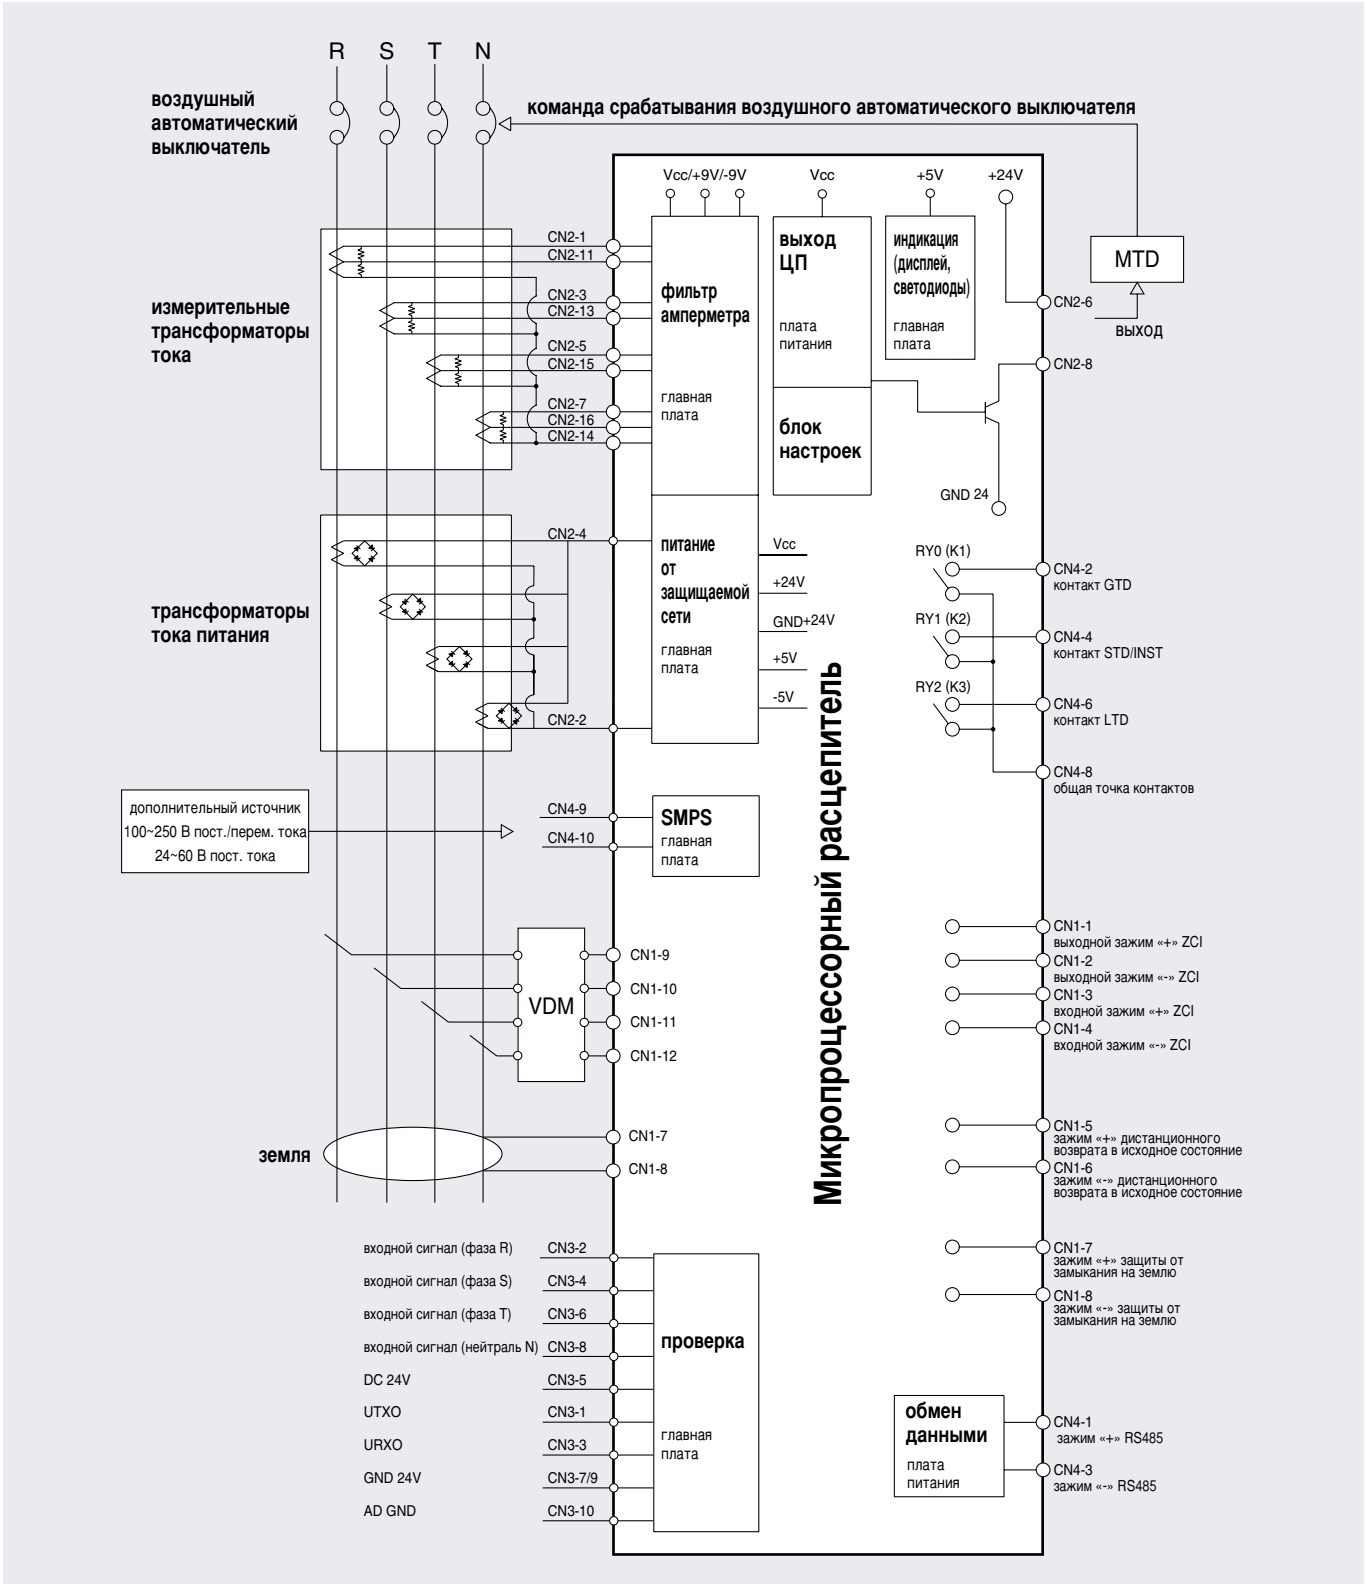 R S T N
воздушный
автоматический
выключатель
команда срабатывания воздушного автоматического выключателя
Vcc/+9V/-9V
Vcc
+5V
+24V
CN2-1
CN2-11
CN2-3
CN2-13
CN2-5
CN2-15
CN2-7
CN2-16
CN2-14
измерительные
трансформаторы
тока
фильтр
амперметра
главная
плата
выход
ЦП
плата
питания
блок
настроек
индикация
(дисплей,
светодиоды)
главная
плата
MTD
выход
CN2-6
CN2-8
GND 24
трансформаторы
тока питания
CN2-4
CN2-2
питание
от
защищаемой
сети
главная
плата
Vcc
+24V
GND+24V
+5V
-5V
RY0 (K1)
CN4-2
контакт GTD
RY1 (K2)
CN4-4
контакт STD/INST
RY2 (K3)
CN4-6
контакт LTD
CN4-8
общая точка контактов
дополнительный источник
100~250 В пост./перем. тока
24~60 В пост. тока
CN4-9
CN4-10
SMPS
главная
плата
Микропроцессорный расцепитель
VDM
CN1-9
CN1-10
CN1-11
CN1-12
CN1-1
выходной зажим «+» ZCI
CN1-2
выходной зажим «-» ZCI
CN1-3
входной зажим «+» ZCI
CN1-4
входной зажим «-» ZCI
земля
CN1-7
CN1-8
CN1-5
зажим «+» дистанционного
возврата в исходное состояние
CN1-6
зажим «-» дистанционного
возврата в исходное состояние
CN1-7
зажим «+» защиты от
замыкания на землю
CN1-8
зажим «-» защиты от
замыкания на землю
входной сигнал (фаза R) CN3-2
входной сигнал (фаза S) CN3-4
входной сигнал (фаза T) CN3-6
входной сигнал (нейтраль N) CN3-8
DC 24V CN3-5
UTXO CN3-1
URXO CN3-3
GND 24V CN3-7/9
AD GND CN3-10
проверка
главная
плата
обмен
данными
плата
питания
CN4-1
зажим «+» RS485
CN4-3
зажим «-» RS485